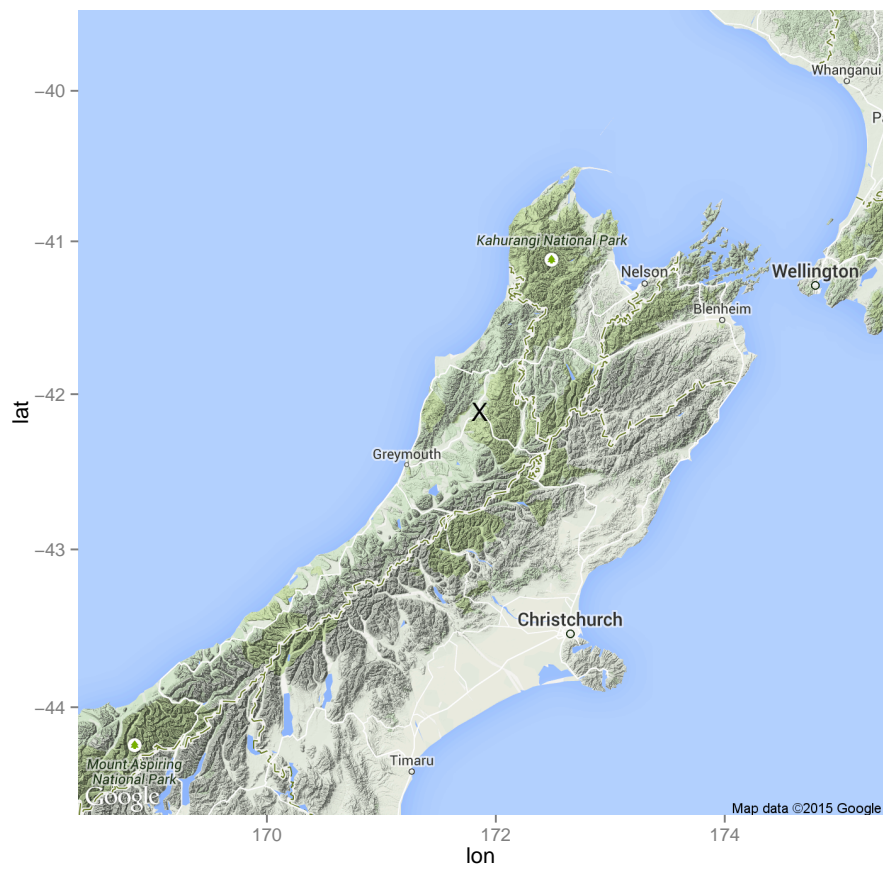 Whanganui
−40
P
−41
Kahurangi National Park
Nelson
Wellington
Blenheim
−42
lat
X
Greymouth
−43
Christchurch
−44
Timaru
Mount Aspiring
National Park
Google
Map data ©2015 Google
170
172
174
lon